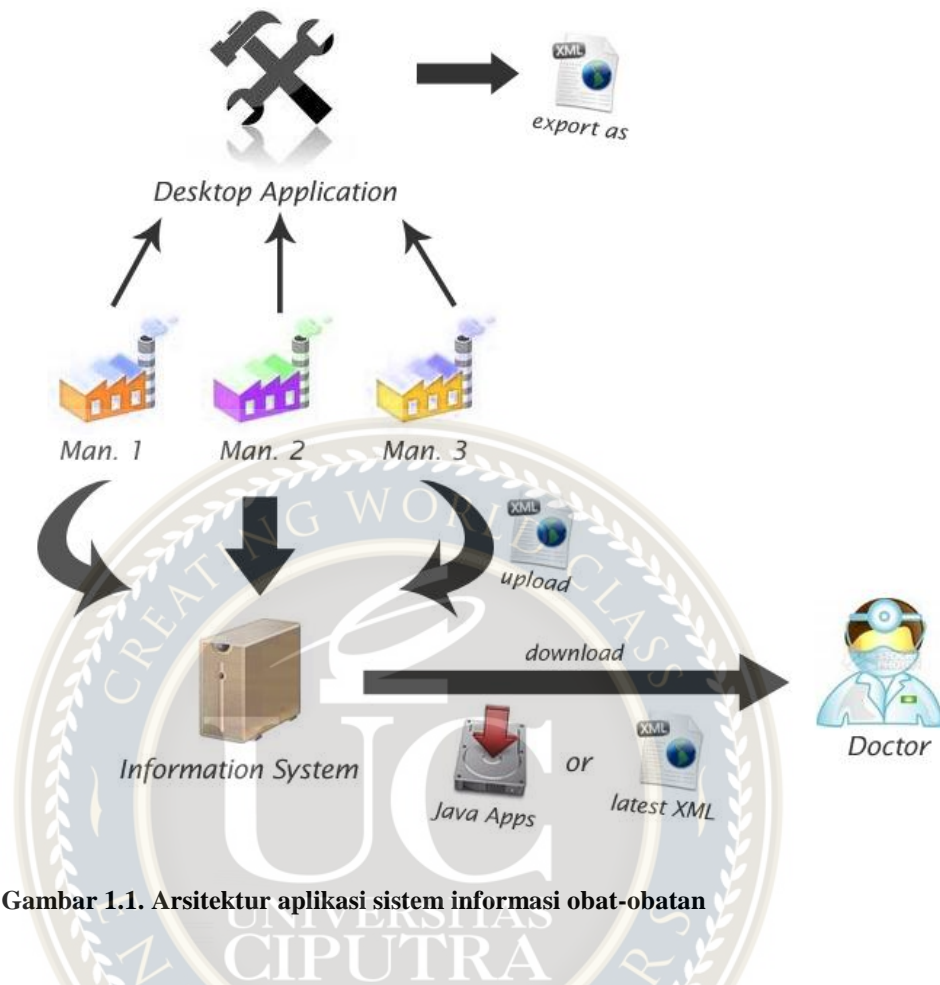 XML
export as
Desktop Application
Man. 1
Man. 2
Man. 3
XML
upload
download
Information System
XML
Java Apps
or
latest XML
Doctor
Gambar 1.1. Arsitektur aplikasi sistem informasi obat-obatan
CREATING WORLD CLASS
UNIVERSITAS
CIPUTRA